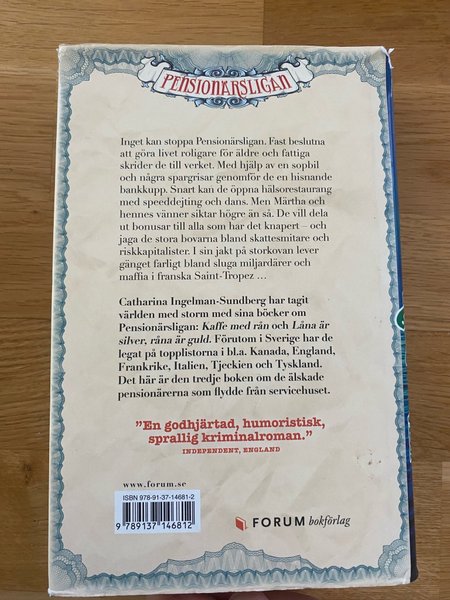 PENSIONÄRSLIGAN
Inget kan stoppa Pensionärsligan. Fast beslutna
att göra livet roligare för äldre och fattiga
skrider de till verket. Med hjälp av en sopbil
och några spargrisar genomför de en hisnande
bankkupp. Snart kan de öppna hälsorestaurang
med speeddejting och dans. Men Märtha och
hennes vänner siktar högre än så. De vill dela
ut bonusar till alla som har det knapert – och
jaga de stora bovarna bland skattesmitare och
riskkapitalister. I sin jakt på storkovan lever
gänget farligt bland sluga miljardärer och
maffia i franska Saint-Tropez ...
Catharina Ingelman-Sundberg har tagit
världen med storm med sina böcker om
Pensionärsligan: Kaffe med rån och Låna är
silver, råna är guld. Förutom i Sverige har de
legat på topplistorna i bl.a. Kanada, England,
Frankrike, Italien, Tjeckien och Tyskland.
Det här är den tredje boken om de älskade
pensionärerna som flydde från servicehuset.
”En godhjärtad, humoristisk,
sprallig kriminalroman.”
INDEPENDENT, ENGLAND
www.forum.se
ISBN 978-91-37-14681-2
9 789137 146812
FORUM bokförlag